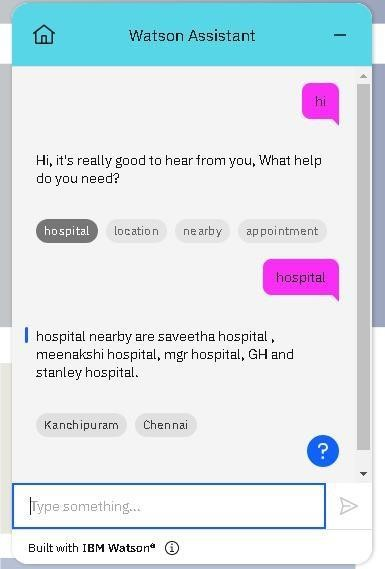 Watson Assistant
hi
Hi, it's really good to hear from you, What help
do you need?
hospital location nearby appointment
hospital
hospital nearby are saveetha hospital ,
meenakshi hospital, mgr hospital, GH and
stanley hospital.
Kanchipuram Chennai
?
Type something...
Built with IBM Watson®